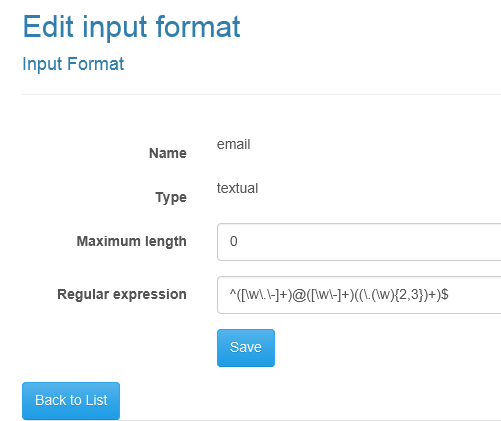 Edit input format
Input Format
Name email
Type textual
Maximum length 0
Regular expression ^([\w\.\-]+)@([\w\-]+)((\.(\w){2,3})+)$
Save
Back to List